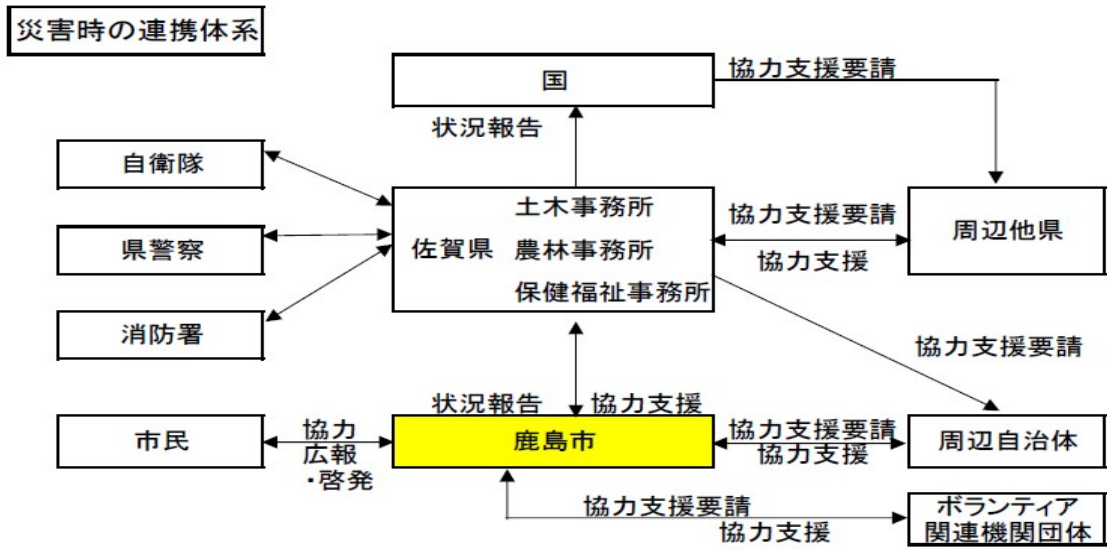 災害時の連携体系
国
協力支援要請
状況報告
自衛隊
土木事務所
協力支援要請
周辺他県
県警察
佐賀県 農林事務所
協力支援
保健福祉事務所
消防署
協力支援要請
状況報告
協力支援
市民
協力
広報
・啓発
鹿島市
協力支援要請
協力支援
周辺自治体
協力支援要請
協力支援
ボランティア
関連機関団体